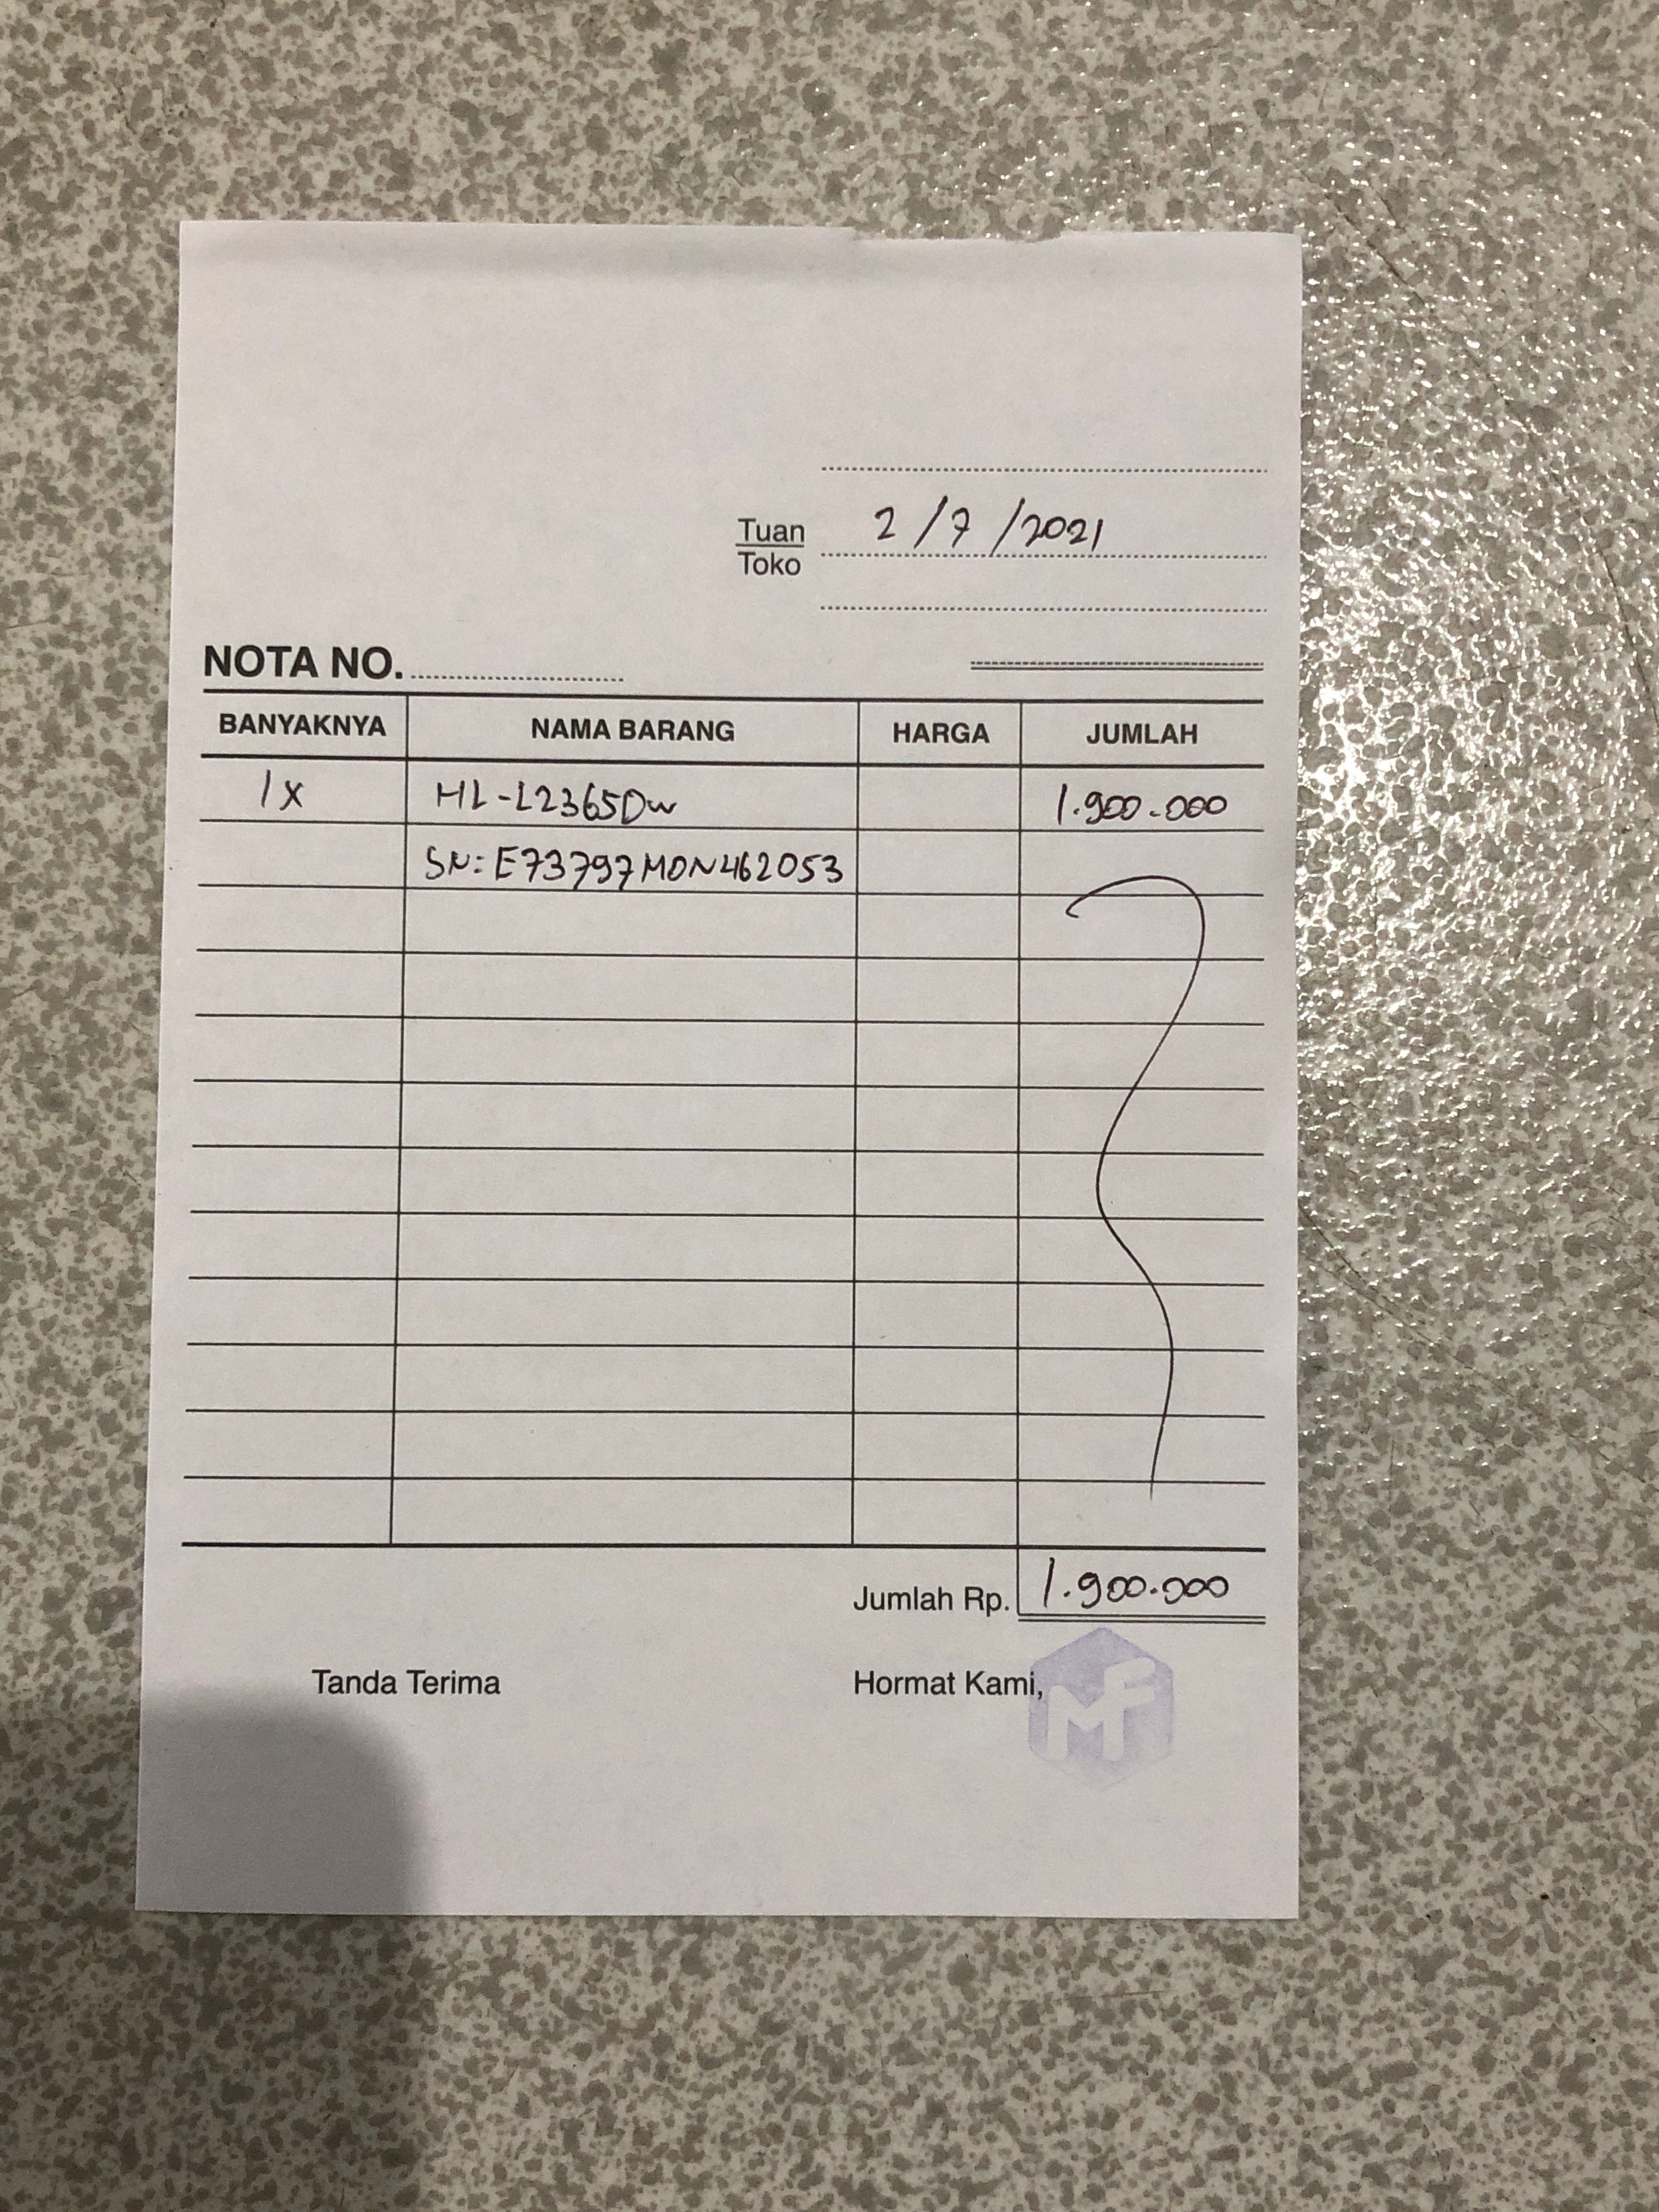 2/7/2021
Tuan
Toko
NOTA NO.
BANYAKNYA NAMA BARANG HARGA JUMLAH
1x HL-L2365Dw 1.900.000
SN: E73797M0N462053
Jumlah Rp. 1.900.000
Tanda Terima Hormat Kami,
MF